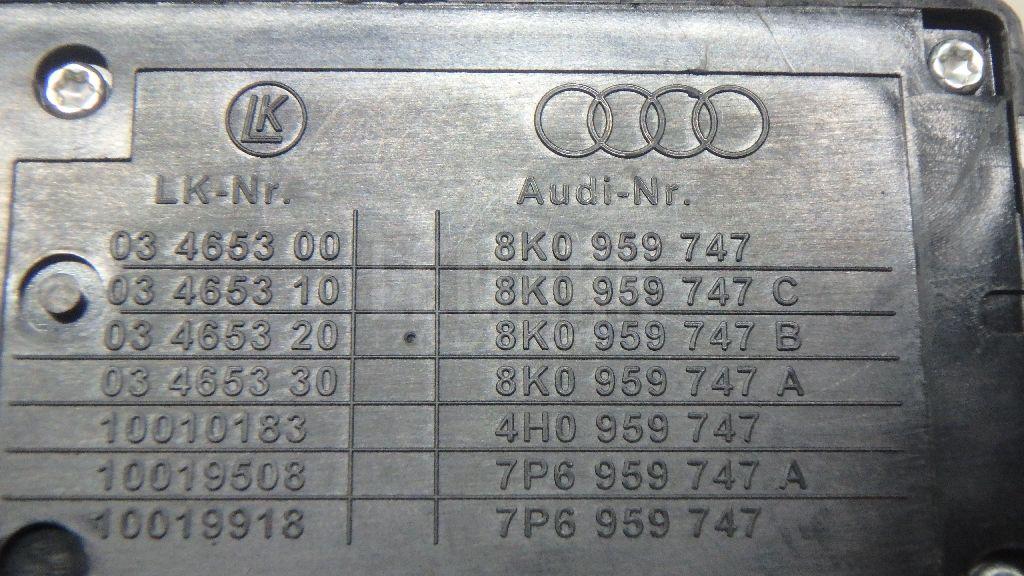 LK
LK-Nr. Audi-Nr.
03 4653 00 8K0 959 747
03 4653 10 8K0 959 747 C
03 4653 20 8K0 959 747 B
03 4653 30 8K0 959 747 A
10010183 4H0 959 747
10019508 7P6 959 747 A
10019918 7P6 959 747